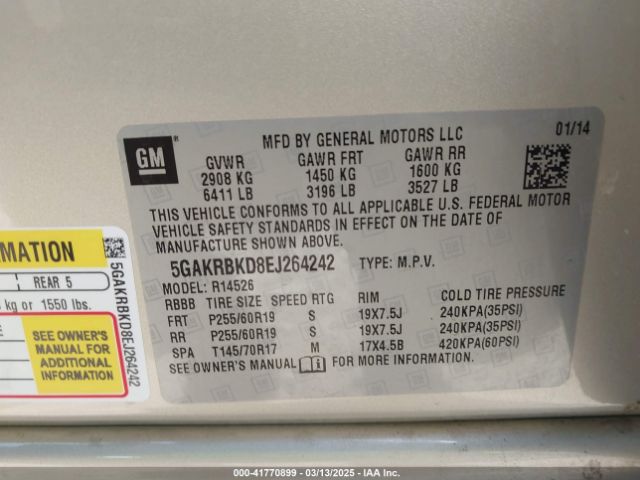 GM
MFD BY GENERAL MOTORS LLC 01/14
GVWR GAWR FRT GAWR RR
2908 KG 1450 KG 1600 KG
6411 LB 3196 LB 3527 LB
THIS VEHICLE CONFORMS TO ALL APPLICABLE U.S. FEDERAL MOTOR
VEHICLE SAFETY STANDARDS IN EFFECT ON THE DATE OF
MANUFACTURE SHOWN ABOVE.
5GAKRBKD8EJ264242 TYPE: M.P.V.
MODEL: R14526
RBBB TIRE SIZE SPEED RTG RIM COLD TIRE PRESSURE
FRT P255/60R19 S 19X7.5J 240KPA(35PSI)
RR P255/60R19 S 19X7.5J 240KPA(35PSI)
SPA T145/70R17 M 17X4.5B 420KPA(60PSI)
SEE OWNER'S MANUAL FOR MORE INFORMATION.
REAR 5
kg or 1550 lbs.
SEE OWNER'S
MANUAL FOR
ADDITIONAL
INFORMATION
5GAKRBKD8EJ264242
000-41770899 - 03/13/2025 - IAA Inc.